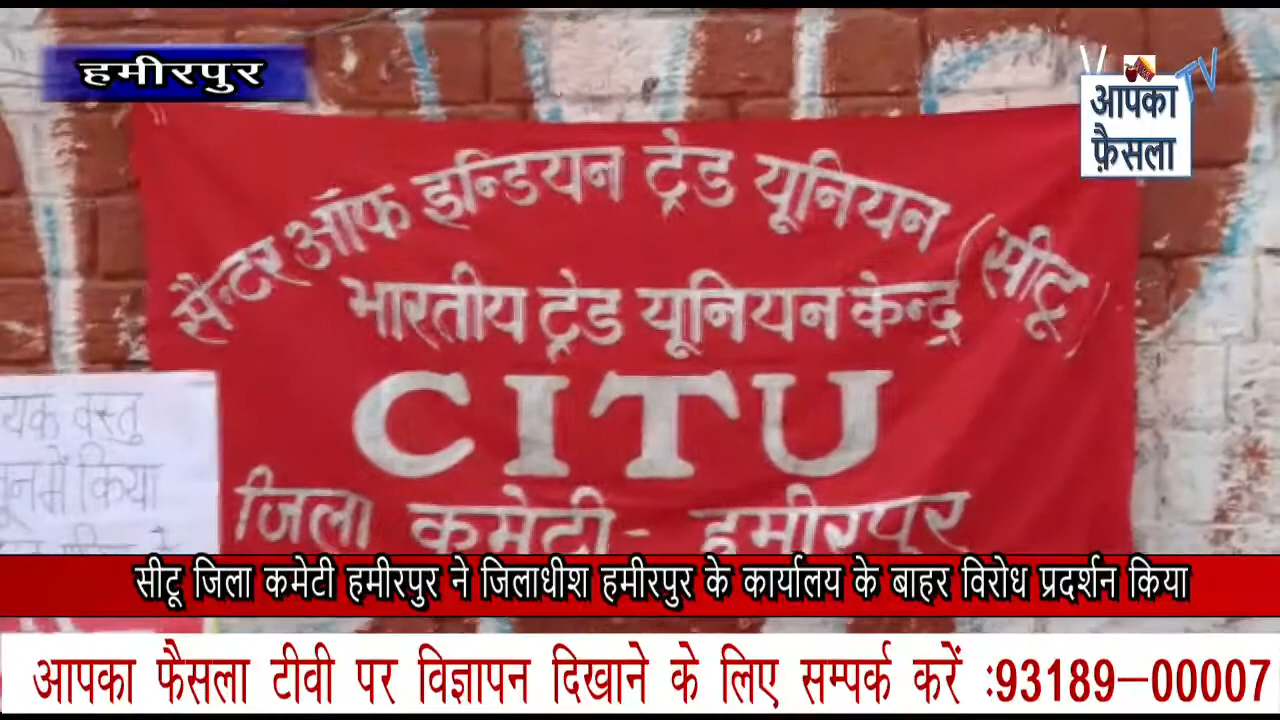 हमीरपुर
TV
आपका
फ़ैसला
सैन्टर ऑफ इन्डियन ट्रेड यूनियन (सीटू)
भारतीय ट्रेड यूनियन केन्द्र
CITU
जिला कमेटी - हमीरपुर
यक वस्तु
में किया
सीटू जिला कमेटी हमीरपुर ने जिलाधीश हमीरपुर के कार्यालय के बाहर विरोध प्रदर्शन किया
आपका फैसला टीवी पर विज्ञापन दिखाने के लिए सम्पर्क करें :93189-00007